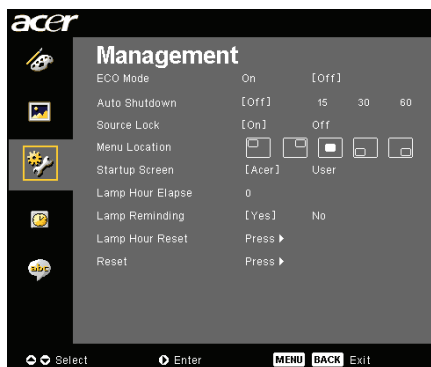 acer
Management
ECO Mode On [Off]
Auto Shutdown [Off] 15 30 60
Source Lock [On] Off
Menu Location
Startup Screen [Acer] User
Lamp Hour Elapse 0
Lamp Reminding [Yes] No
Lamp Hour Reset Press
Reset Press
abc
Select Enter MENU BACK Exit